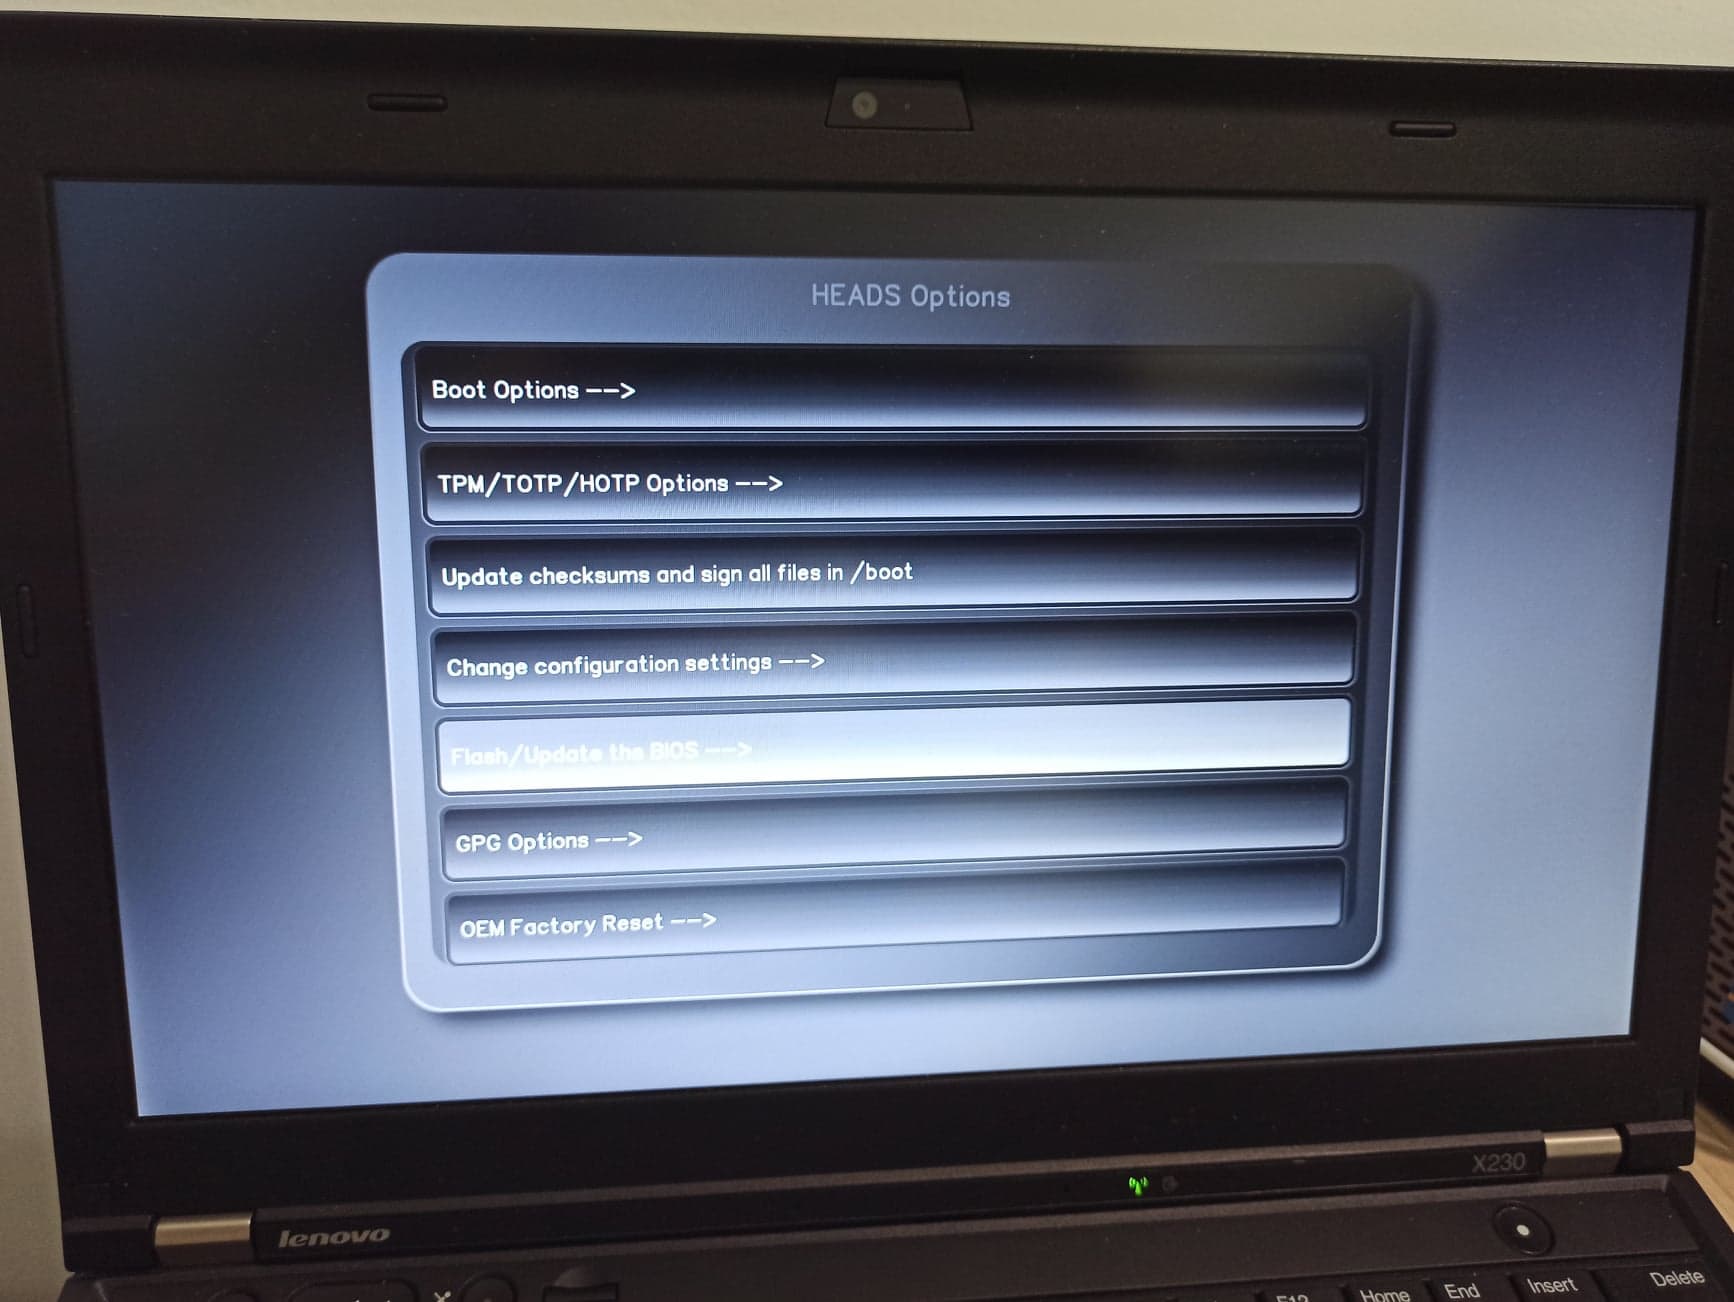 HEADS Options
Boot Options -->
TPM/TOTP/HOTP Options -->
Update checksums and sign all files in /boot
Change configuration settings -->
Flash/Update the BIOS -->
GPG Options -->
OEM Factory Reset -->
X230
lenovo
F12 Home End Insert Delete